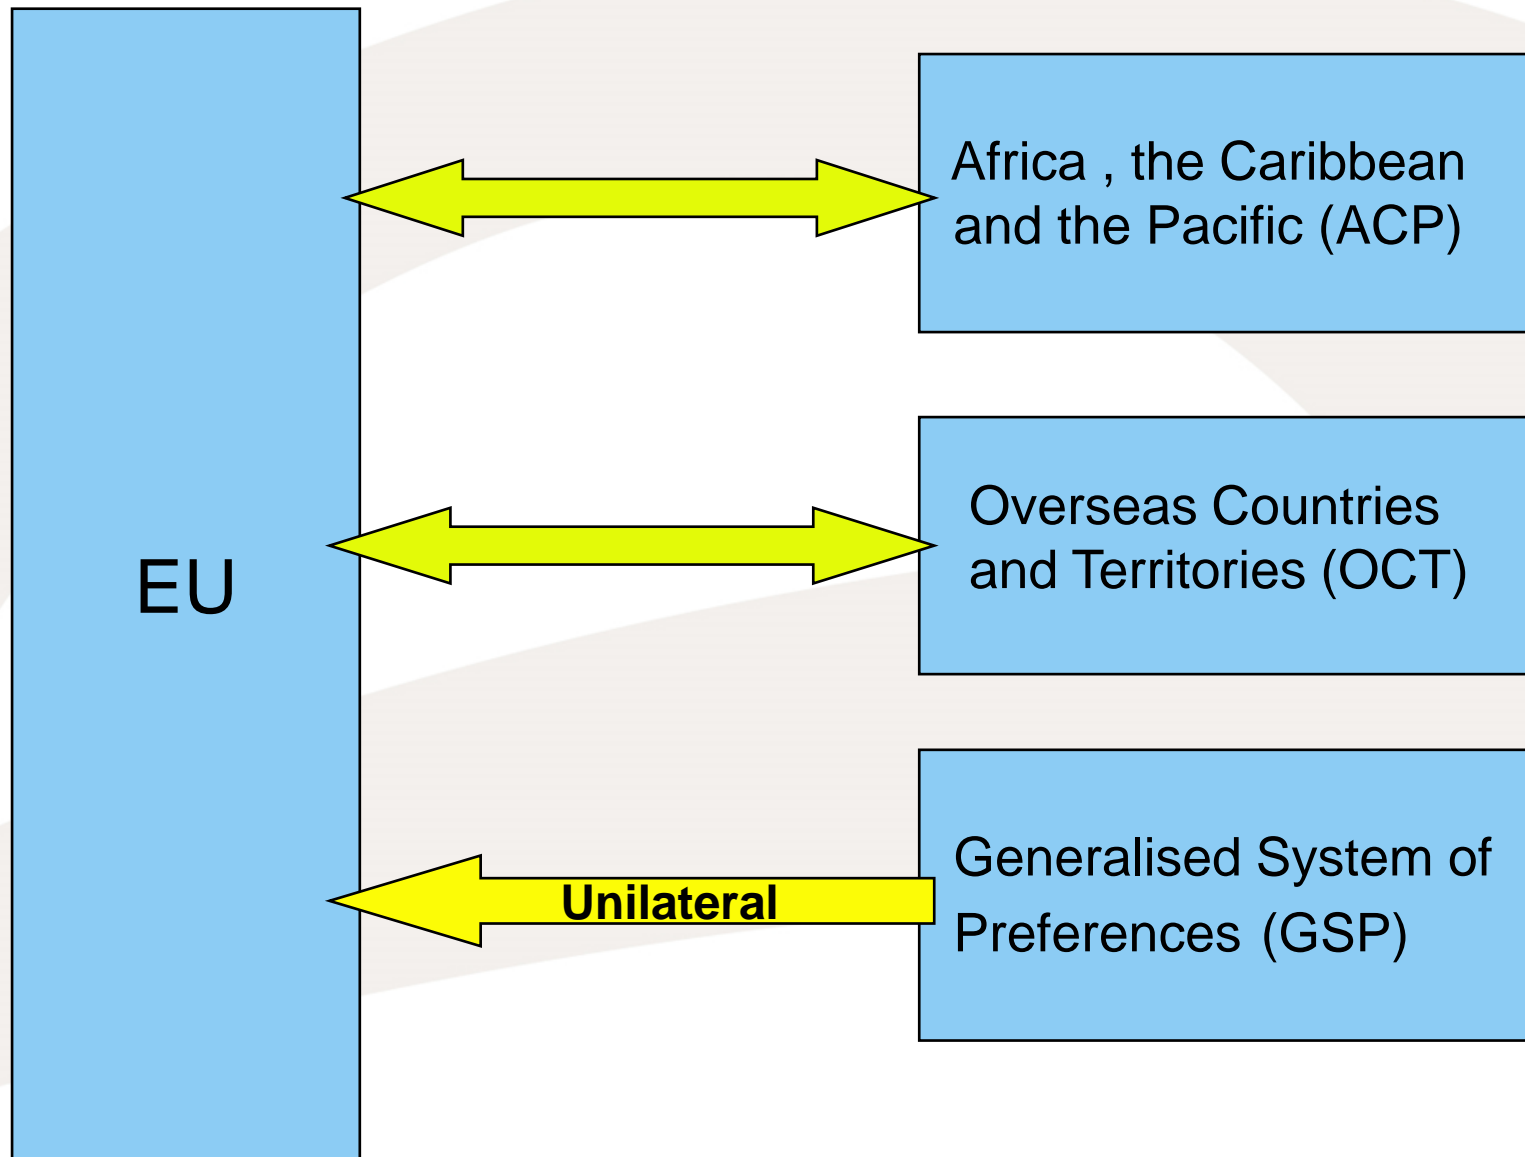 EU
Africa , the Caribbean
and the Pacific (ACP)
Overseas Countries
and Territories (OCT)
Unilateral
Generalised System of
Preferences (GSP)